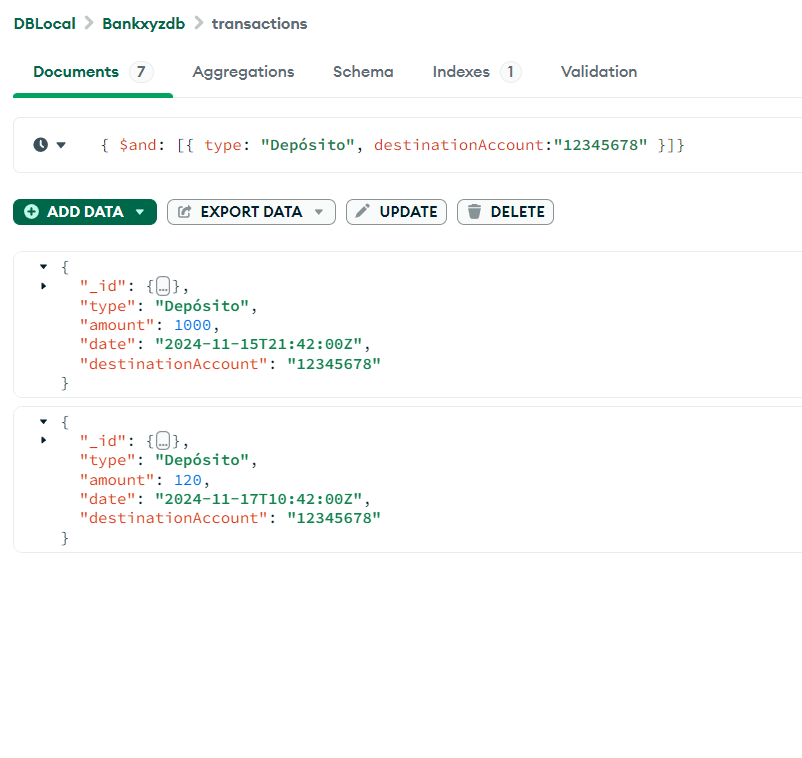 DBLocal > Bankxyzdb > transactions
Documents 7 Aggregations Schema Indexes 1 Validation
{ $and: [{ type: "Depósito", destinationAccount:"12345678" }]}
ADD DATA EXPORT DATA UPDATE DELETE
{
"_id": {…},
"type": "Depósito",
"amount": 1000,
"date": "2024-11-15T21:42:00Z",
"destinationAccount": "12345678"
}
{
"_id": {…},
"type": "Depósito",
"amount": 120,
"date": "2024-11-17T10:42:00Z",
"destinationAccount": "12345678"
}